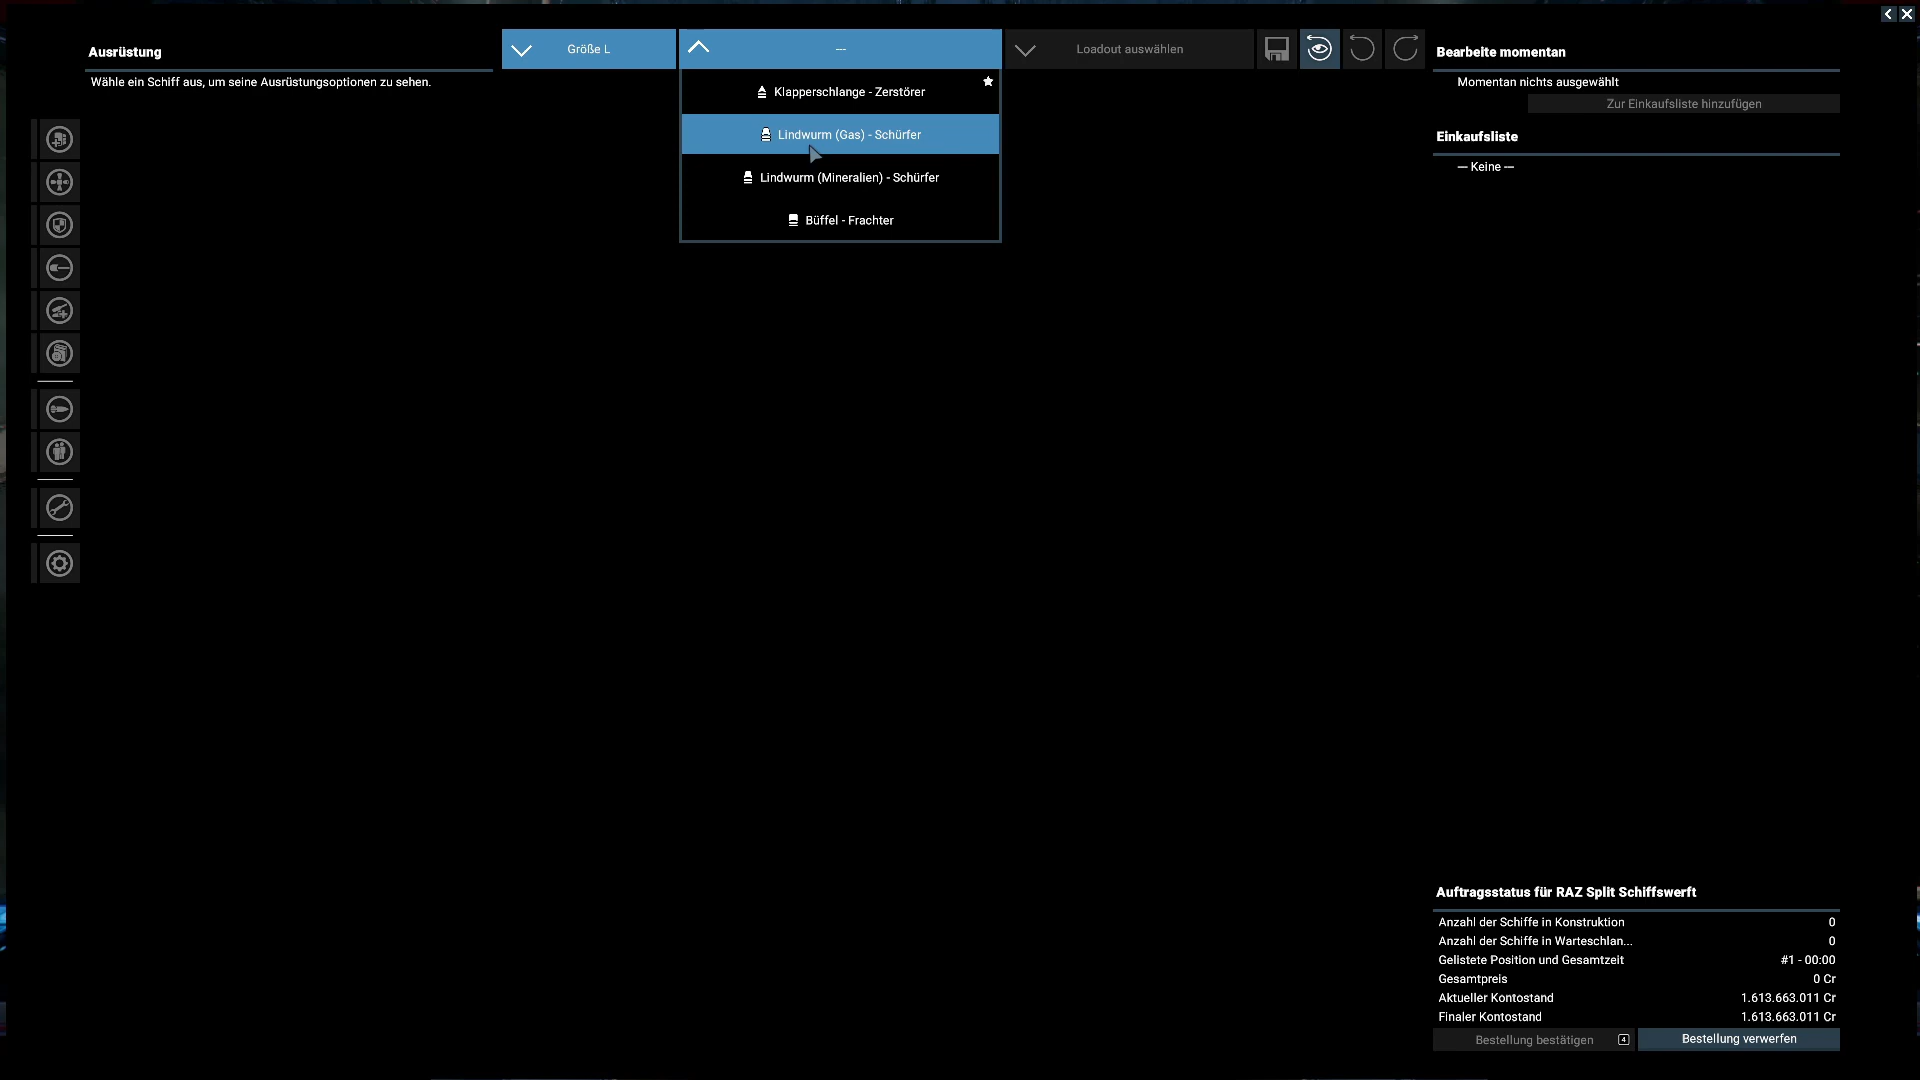 Ausrüstung
Wähle ein Schiff aus, um seine Ausrüstungsoptionen zu sehen.
Größe L
---
Loadout auswählen
Klapperschlange - Zerstörer
Lindwurm (Gas) - Schürfer
Lindwurm (Mineralien) - Schürfer
Büffel - Frachter
Bearbeite momentan
Momentan nichts ausgewählt
Zur Einkaufsliste hinzufügen
Einkaufsliste
— Keine —
Auftragsstatus für RAZ Split Schiffswerft
Anzahl der Schiffe in Konstruktion 0
Anzahl der Schiffe in Warteschlan... 0
Gelistete Position und Gesamtzeit #1 - 00:00
Gesamtpreis 0 Cr
Aktueller Kontostand 1.613.663.011 Cr
Finaler Kontostand 1.613.663.011 Cr
Bestellung bestätigen 4
Bestellung verwerfen